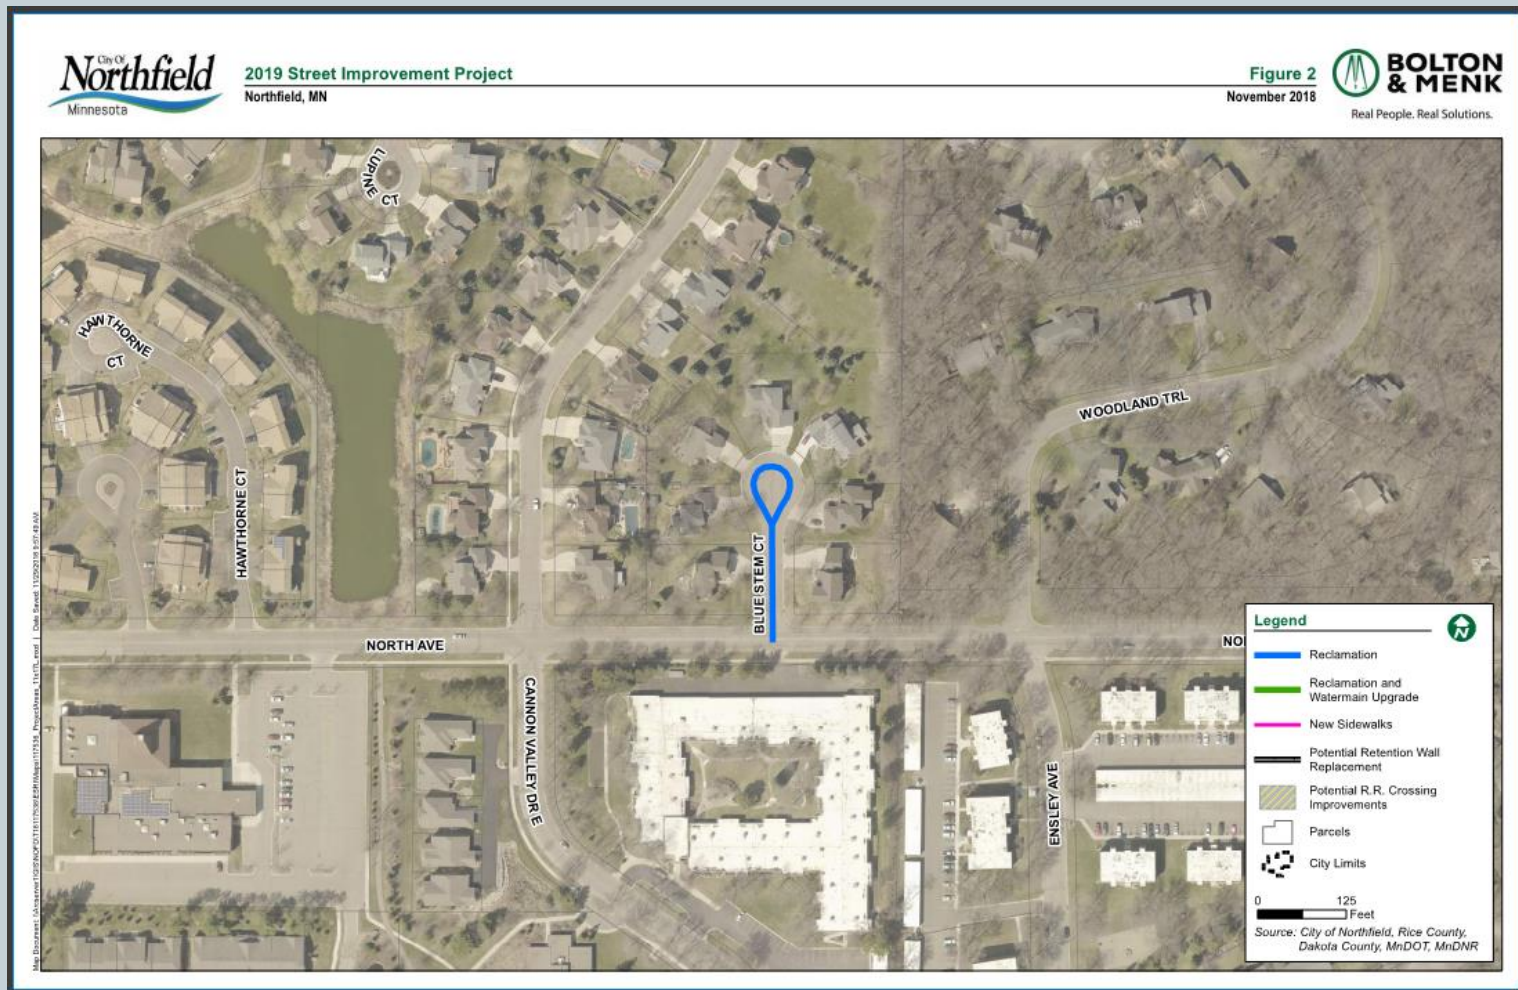 City Of
Northfield
Minnesota
2019 Street Improvement Project
Northfield, MN
Figure 2
November 2018
BOLTON
& MENK
Real People. Real Solutions.
LUPINE CT
HAWTHORNE
CT
HAWTHORNE CT
WOODLAND TRL
BLUE STEM CT
NORTH AVE
CANNON VALLEY DR E
ENSLEY AVE
Legend
N
Reclamation
Reclamation and
Watermain Upgrade
New Sidewalks
Potential Retention Wall
Replacement
Potential R.R. Crossing
Improvements
Parcels
City Limits
0 125
Feet
Source: City of Northfield, Rice County,
Dakota County, MnDOT, MnDNR